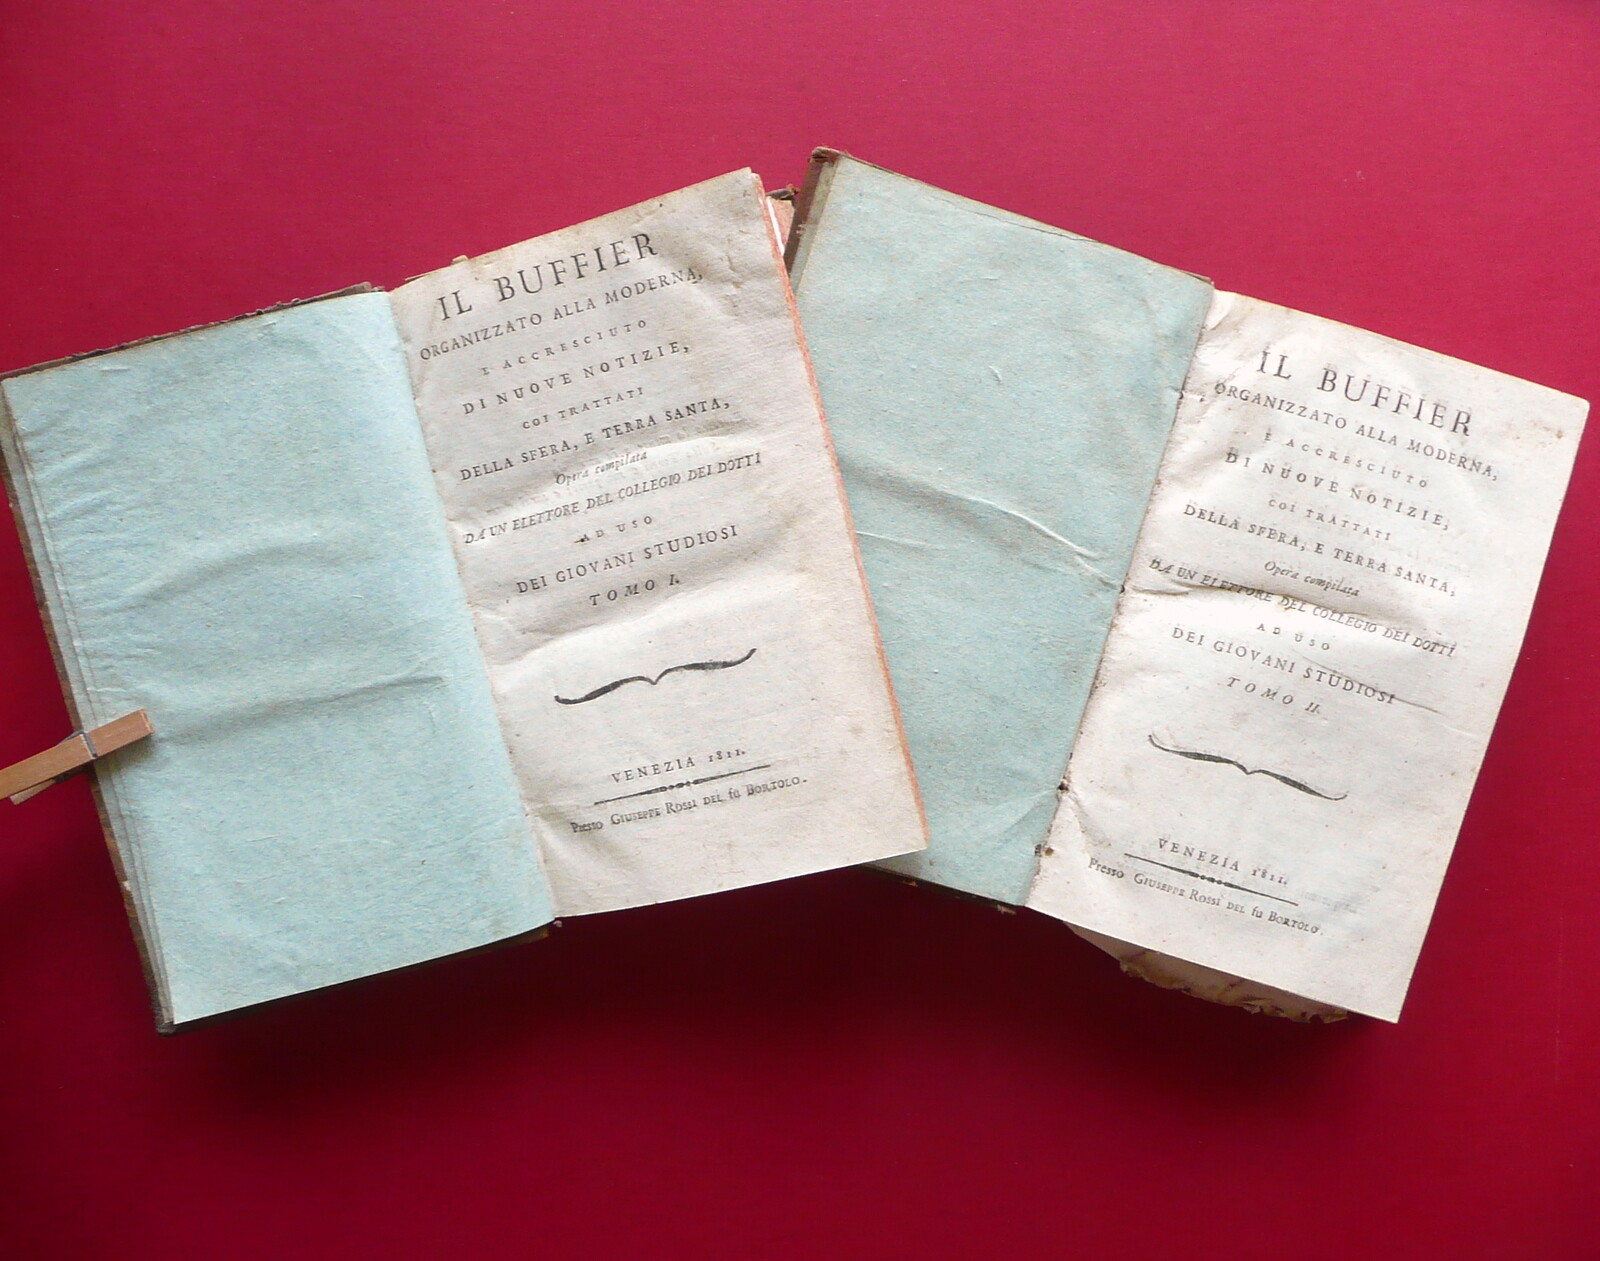 IL BUFFIER
ORGANIZZATO ALLA MODERNA,
E ACCRESCIUTO
DI NUOVE NOTIZIE,
COI TRATTATI
DELLA SFERA, E TERRA SANTA,
Opera compilata
DA UN ELETTORE DEL COLLEGIO DEI DOTTI
AD USO
DEI GIOVANI STUDIOSI
TOMO I.
VENEZIA 1811.
Presso GIUSEPPE ROSSI DEL fù BORTOLO.
IL BUFFIER
ORGANIZZATO ALLA MODERNA,
E ACCRESCIUTO
DI NUOVE NOTIZIE,
COI TRATTATI
DELLA SFERA, E TERRA SANTA,
Opera compilata
DA UN ELETTORE DEL COLLEGIO DEI DOTTI
AD USO
DEI GIOVANI STUDIOSI
TOMO II.
VENEZIA 1811.
Presso GIUSEPPE ROSSI DEL fù BORTOLO.